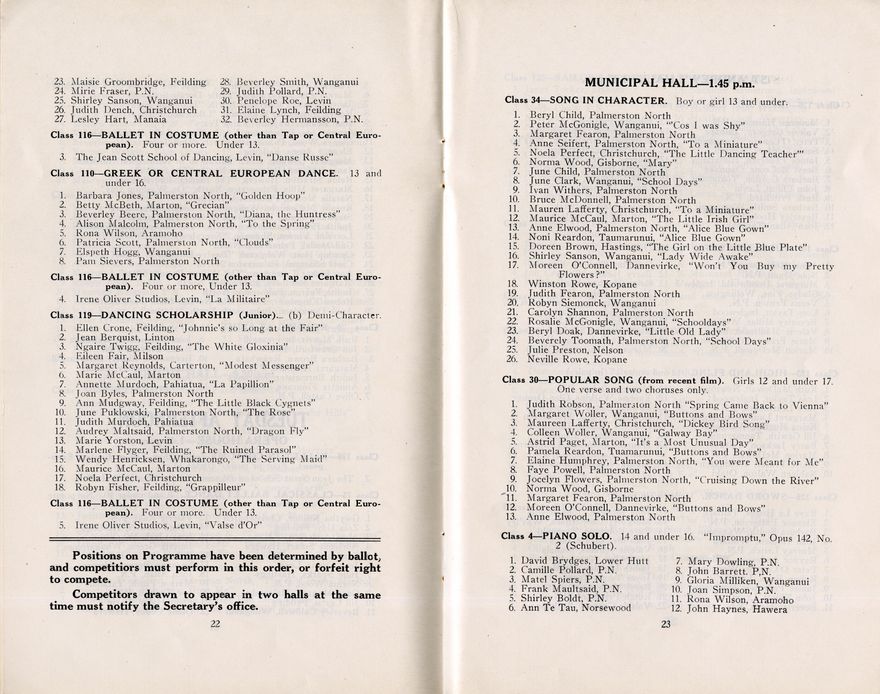 23. Maisie Groombridge, Feilding
24. Mirie Fraser, P.N.
25. Shirley Sanson, Wanganui
26. Judith Dench, Christchurch
27. Lesley Hart, Manaia
28. Beverley Smith, Wanganui
29. Judith Pollard, P.N.
30. Penelope Roe, Levin
31. Elaine Lynch, Feilding
32. Beverley Hermansson, P.N.
Class 116—BALLET IN COSTUME (other than Tap or Central Euro-
pean). Four or more. Under 13.
3. The Jean Scott School of Dancing, Levin, "Danse Russe"
Class 110—GREEK OR CENTRAL EUROPEAN DANCE. 13 and
under 16.
1. Barbara Jones, Palmerston North, "Golden Hoop"
2. Betty McBeth, Marton, "Grecian"
3. Beverley Beere, Palmerston North, "Diana, the Huntress"
4. Alison Malcolm, Palmerston North, "To the Spring"
5. Rona Wilson, Aramoho
6. Patricia Scott, Palmerston North, "Clouds"
7. Elspeth Hogg, Wanganui
8. Pam Sievers, Palmerston North
Class 116—BALLET IN COSTUME (other than Tap or Central Euro-
pean). Four or more, Under 13.
4. Irene Oliver Studios, Levin, "La Militaire"
Class 119—DANCING SCHOLARSHIP (Junior)... (b) Demi-Character.
1. Ellen Crone, Feilding, "Johnnie's so Long at the Fair"
2. Jean Berquist, Linton
3. Ngaire Twigg, Feilding, "The White Gloxinia"
4. Eileen Fair, Milson
5. Margaret Reynolds, Carterton, "Modest Messenger"
6. Marie McCaul, Marton
7. Annette Murdoch, Pahiatua, "La Papillion"
8. Joan Byles, Palmerston North
9. Ann Mudgway, Feilding, "The Little Black Cygnets"
10. June Puklowski, Palmerston North, "The Rose"
11. Judith Murdoch, Pahiatua
12. Audrey Maltsaid, Palmerston North, "Dragon Fly"
13. Marie Yorston, Levin
14. Marlene Flyger, Feilding, "The Ruined Parasol"
15. Wendy Henricksen, Whakarongo, "The Serving Maid"
16. Maurice McCaul, Marton
17. Noela Perfect, Christchurch
18. Robyn Fisher, Feilding, "Grappilleur"
Class 116—BALLET IN COSTUME (other than Tap or Central Euro-
pean). Four or more. Under 13.
5. Irene Oliver Studios, Levin, "Valse d'Or"
Positions on Programme have been determined by ballot,
and competitiors must perform in this order, or forfeit right
to compete.
Competitors drawn to appear in two halls at the same
time must notify the Secretary's office.
22
MUNICIPAL HALL—1.45 p.m.
Class 34—SONG IN CHARACTER. Boy or girl 13 and under.
1. Beryl Child, Palmerston North
2. Peter McGonigle, Wanganui, "'Cos I was Shy"
3. Margaret Fearon, Palmerston North
4. Anne Seifert, Palmerston North, "To a Miniature"
5. Noela Perfect, Christchurch, "The Little Dancing Teacher'"
6. Norma Wood, Gisborne, "Mary"
7. June Child, Palmerston North
8. June Clark, Wanganui, "School Days"
9. Ivan Withers, Palmerston North
10. Bruce McDonnell, Palmerston North
11. Mauren Lafferty, Christchurch, "To a Miniature"
12. Maurice McCaul, Marton, "The Little Irish Girl"
13. Anne Elwood, Palmerston North, "Alice Blue Gown"
14. Noni Reardon, Taumarunui, "Alice Blue Gown"
15. Doreen Brown, Hastings, "The Girl on the Little Blue Plate"
16. Shirley Sanson, Wanganui, "Lady Wide Awake"
17. Moreen O'Connell, Dannevirke, "Won't You Buy my Pretty
Flowers?"
18. Winston Rowe, Kopane
19. Judith Fearon, Palmerston North
20. Robyn Siemonck, Wanganui
21. Carolyn Shannon, Palmerston North
22. Rosalie McGonigle, Wanganui, "Schooldays"
23. Beryl Doak, Dannevirke, "Little Old Lady"
24. Beverely Toomath, Palmerston North, "School Days"
25. Julie Preston, Nelson
26. Neville Rowe, Kopane
Class 30—POPULAR SONG (from recent film). Girls 12 and under 17.
One verse and two choruses only.
1. Judith Robson, Palmerston North "Spring Came Back to Vienna"
2. Margaret Woller, Wanganui, "Buttons and Bows"
3. Maureen Lafferty, Christchurch, "Dickey Bird Song"
4. Colleen Woller, Wanganui, "Galway Bay"
5. Astrid Paget, Marton, "It's a Most Unusual Day"
6. Pamela Reardon, Tnamarunui, "Buttons and Bows"
7. Elaine Humphrey, Palmerston North, "You were Meant for Me"
8. Faye Powell, Palmerston North
9. Jocelyn Flowers, Palmerston North, "Cruising Down the River"
10. Norma Wood, Gisborne
11. Margaret Fearon, Palmerston North
12. Moreen O'Connell, Dannevirke, "Buttons and Bows"
13. Anne Elwood, Palmerston North
Class 4—PIANO SOLO. 14 and under 16. "Impromptu," Opus 142, No.
2 (Schubert).
1. David Brydges, Lower Hutt
2. Camille Pollard, P.N.
3. Matel Spiers, P.N.
4. Frank Maultsaid, P.N.
5. Shirley Boldt, P.N.
6. Ann Te Tau, Norsewood
7. Mary Dowling, P.N.
8. John Barrett, P.N.
9. Gloria Milliken, Wanganui
10. Joan Simpson, P.N.
11. Rona Wilson, Aramoho
12. John Haynes, Hawera
23